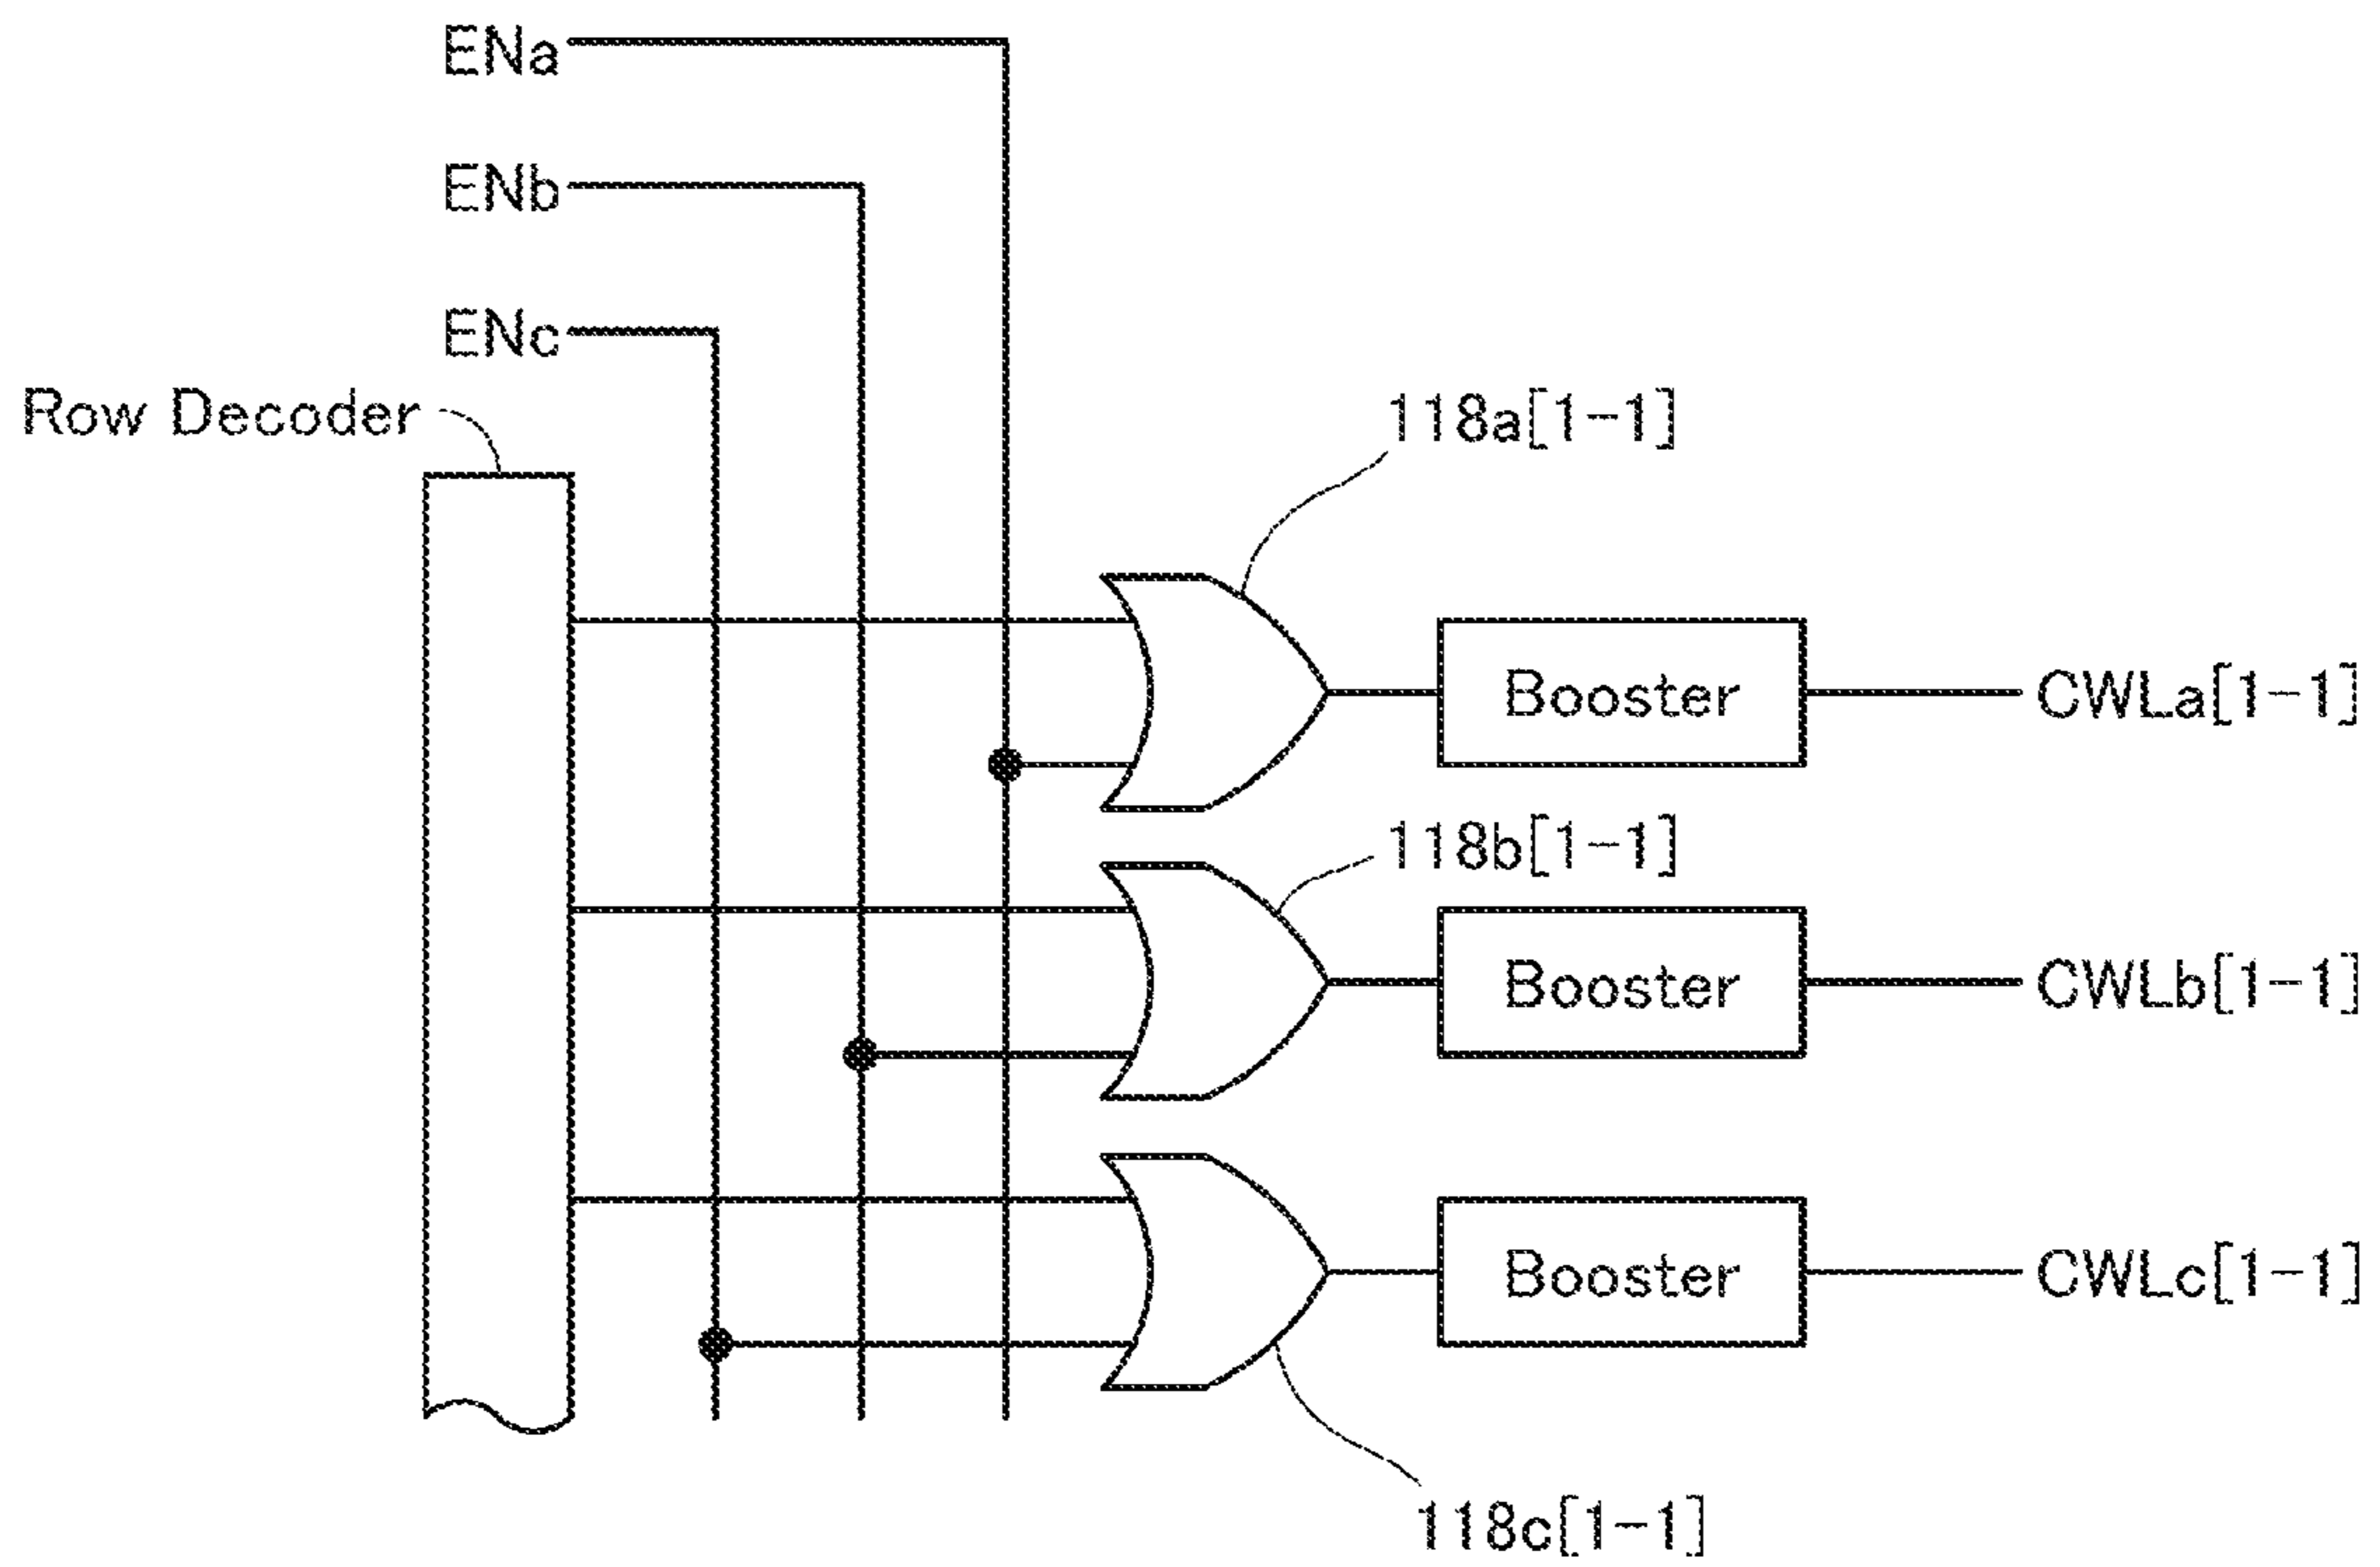 ENa
ENb
ENc
Row Decoder
118a[1-1]
Booster
CWLa[1-1]
118b[1-1]
Booster
CWLb[1-1]
Booster
CWLc[1-1]
118c[1-1]